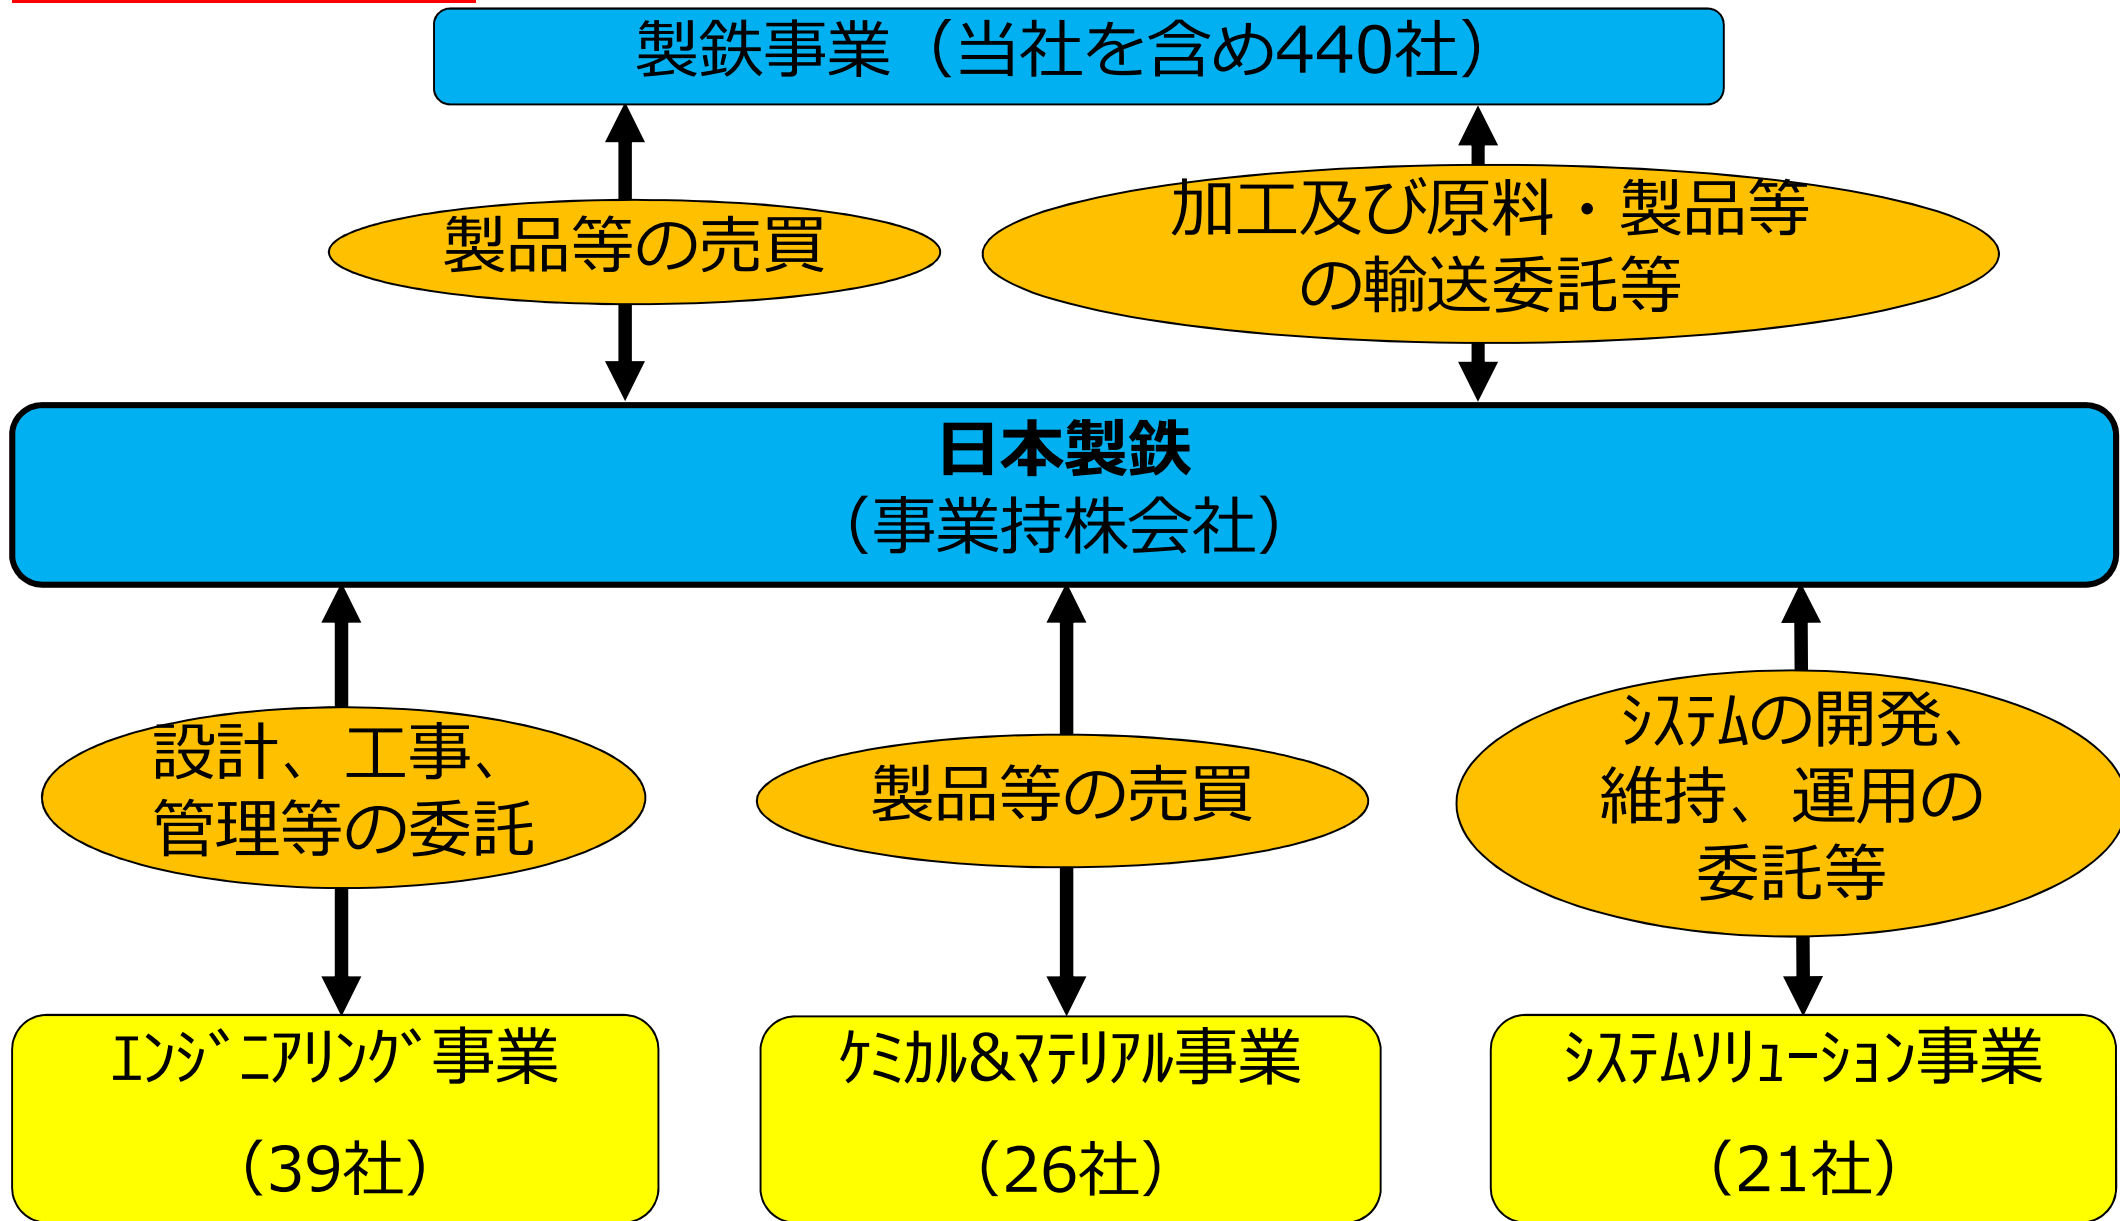 製鉄事業（当社を含め440社）
製品等の売買
加工及び原料・製品等
の輸送委託等
日本製鉄
（事業持株会社）
設計、工事、
管理等の委託
製品等の売買
ｼｽﾃﾑの開発、
維持、運用の
委託等
ｴﾝｼﾞﾆｱﾘﾝｸﾞ事業
（39社）
ｹﾐｶﾙ&ﾏﾃﾘｱﾙ事業
（26社）
ｼｽﾃﾑｿﾘｭｰｼｮﾝ事業
（21社）